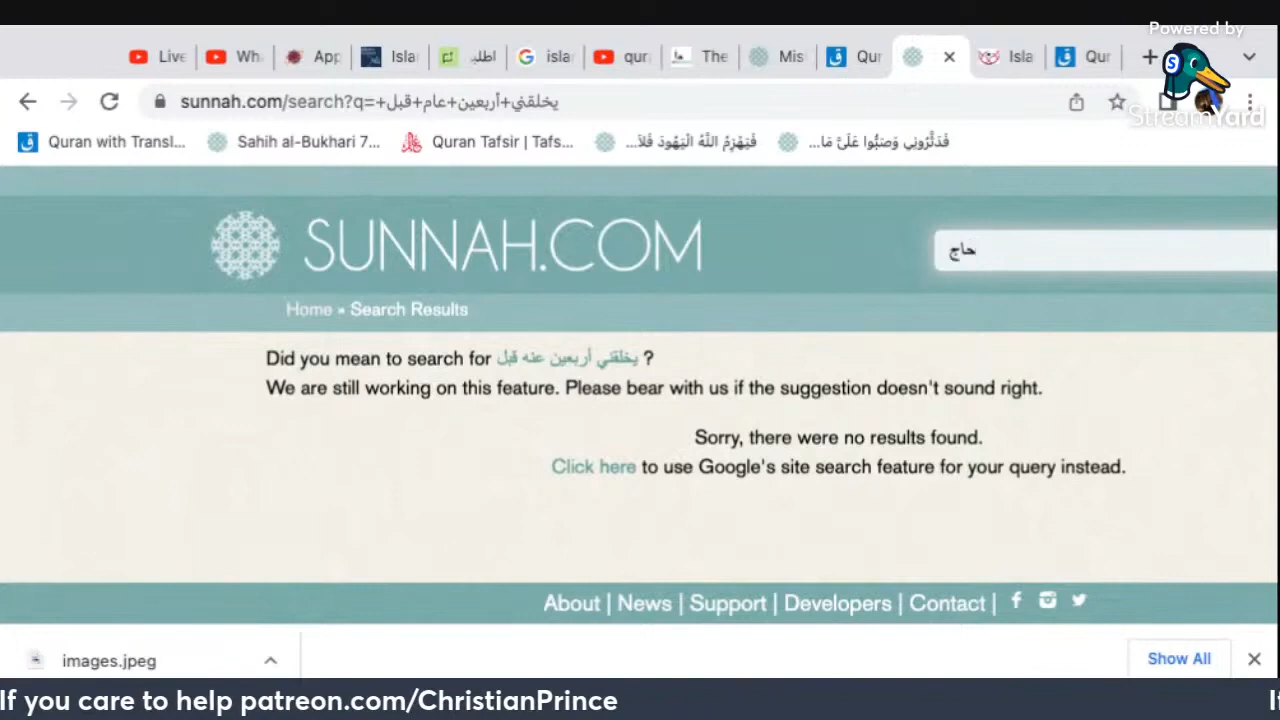 Powered by
StreamYard
Live
Wh
App
Isla
اطلب
isla
qur
The
Mis
Qur
Isla
Qur
sunnah.com/search?q=+يخلقني+أربعين+عام+قبل
Quran with Transl...
Sahih al-Bukhari 7...
Quran Tafsir | Tafs...
فَيَهْزِمُ اللَّهُ الْيَهُودَ فَلاَ...
فَدَثَّرُونِي وَصَبُّوا عَلَىَّ مَا...
SUNNAH.COM
حاج
Home » Search Results
Did you mean to search for يخلقني أربعين عنه قبل ?
We are still working on this feature. Please bear with us if the suggestion doesn't sound right.
Sorry, there were no results found.
Click here to use Google's site search feature for your query instead.
About | News | Support | Developers | Contact |
images.jpeg
Show All
If you care to help patreon.com/ChristianPrince